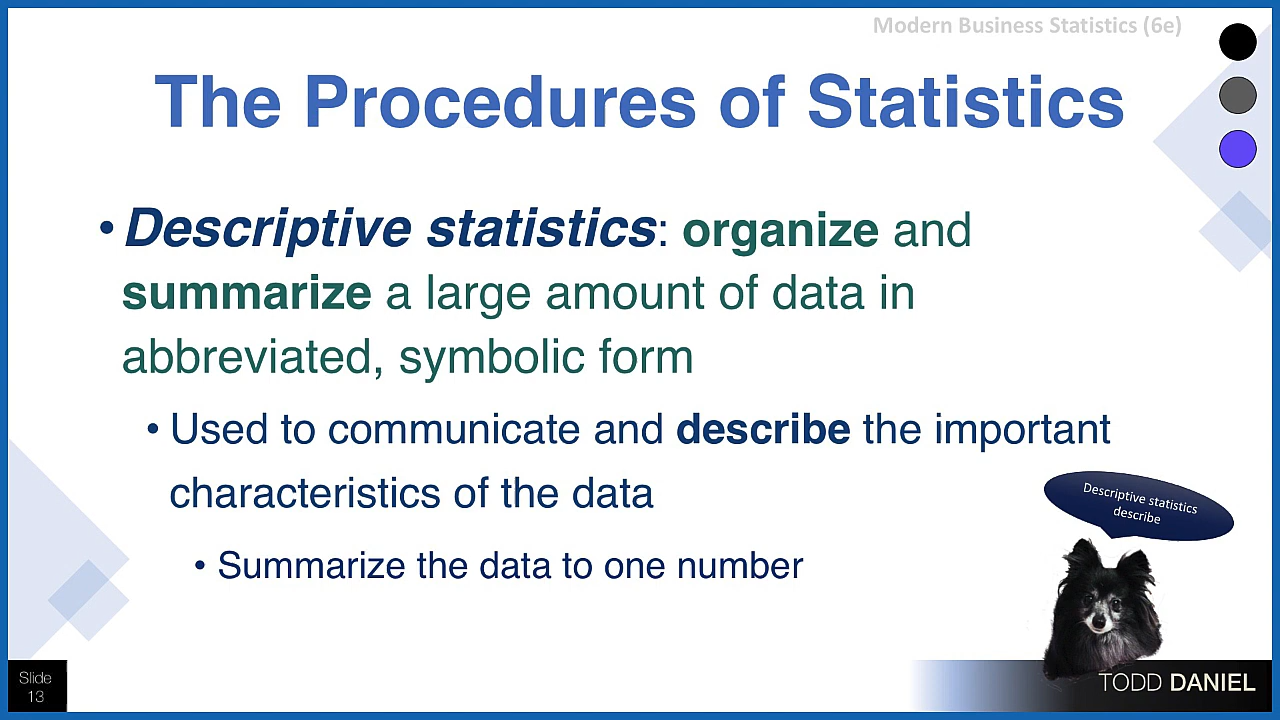 Modern Business Statistics (6e)
The Procedures of Statistics
• Descriptive statistics: organize and
summarize a large amount of data in
abbreviated, symbolic form
• Used to communicate and describe the important
characteristics of the data
• Summarize the data to one number
Descriptive statistics
describe
Slide
13
TODD DANIEL